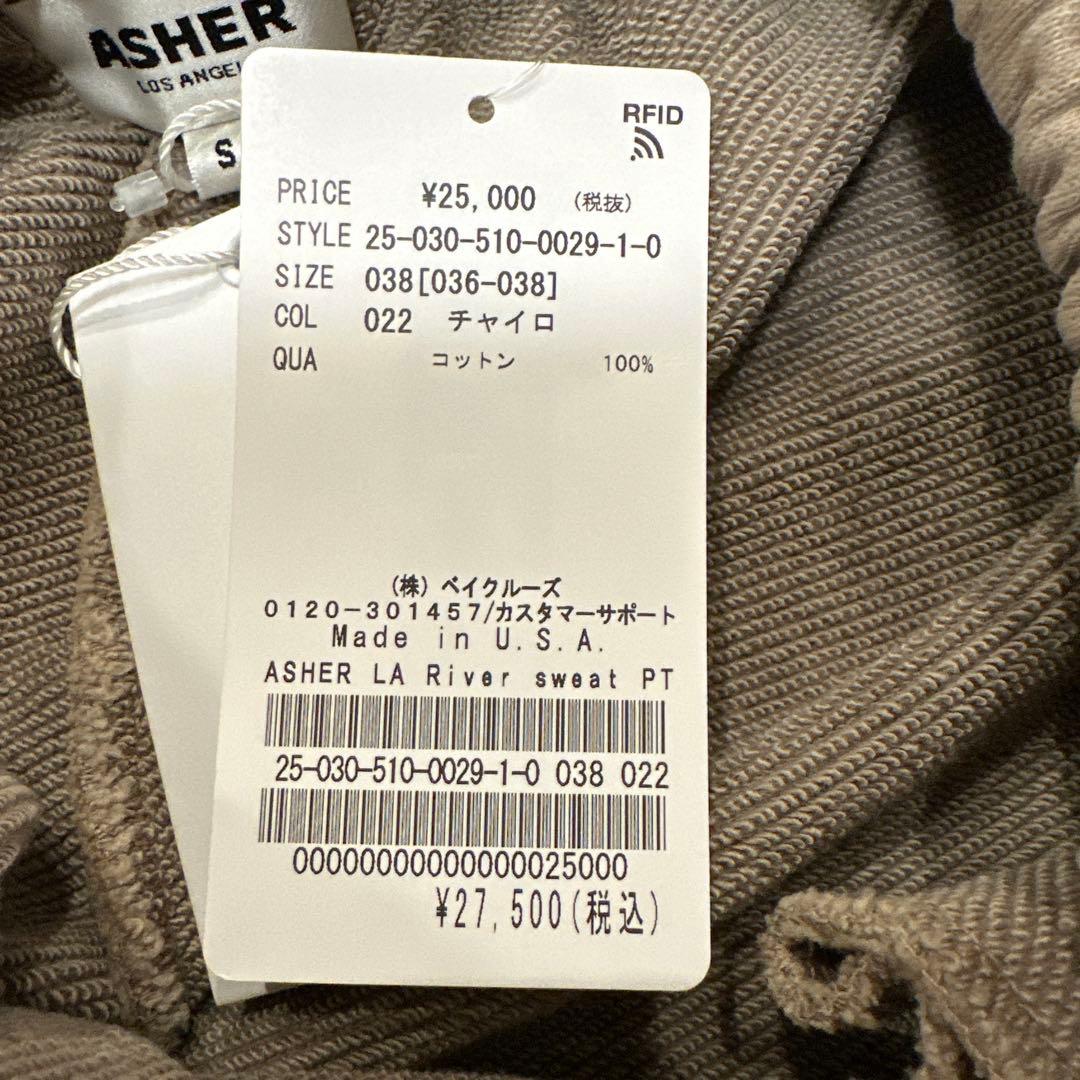 ASHER
LOS ANGEL
S
RFID
PRICE ¥25,000 (税抜)
STYLE 25-030-510-0029-1-0
SIZE 038[036-038]
COL 022 チャイロ
QUA コットン 100%
(株) ベイクルーズ
0120-301457/カスタマーサポート
Made in U.S.A.
ASHER LA River sweat PT
25-030-510-0029-1-0 038 022
00000000000000025000
¥27,500(税込)